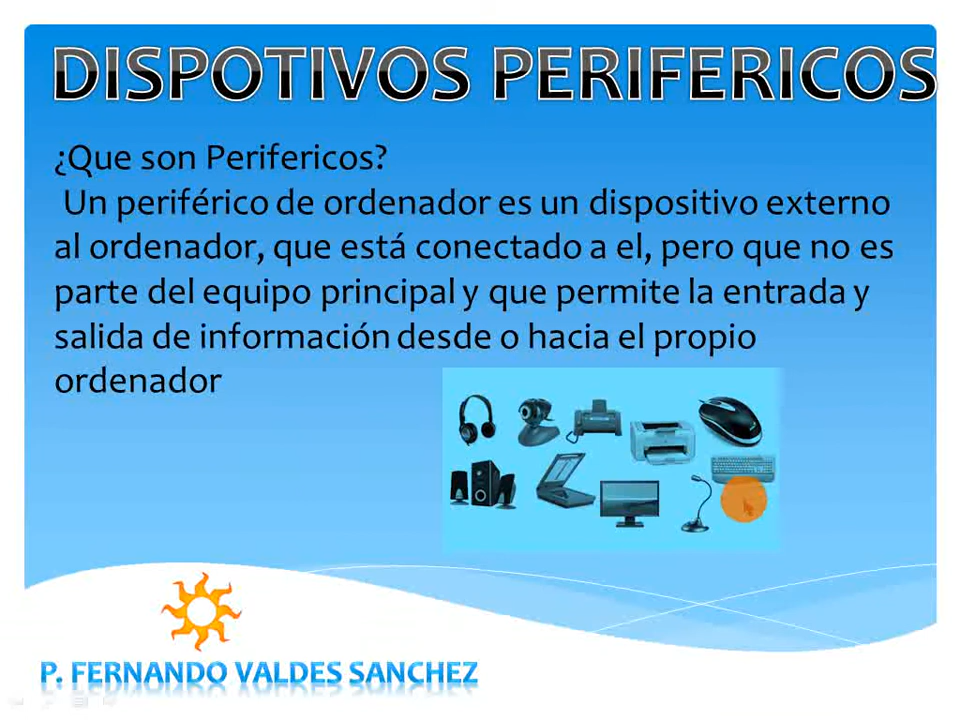 DISPOTIVOS PERIFERICOS
¿Que son Perifericos?
Un periférico de ordenador es un dispositivo externo
al ordenador, que está conectado a el, pero que no es
parte del equipo principal y que permite la entrada y
salida de información desde o hacia el propio
ordenador
P. FERNANDO VALDES SANCHEZ